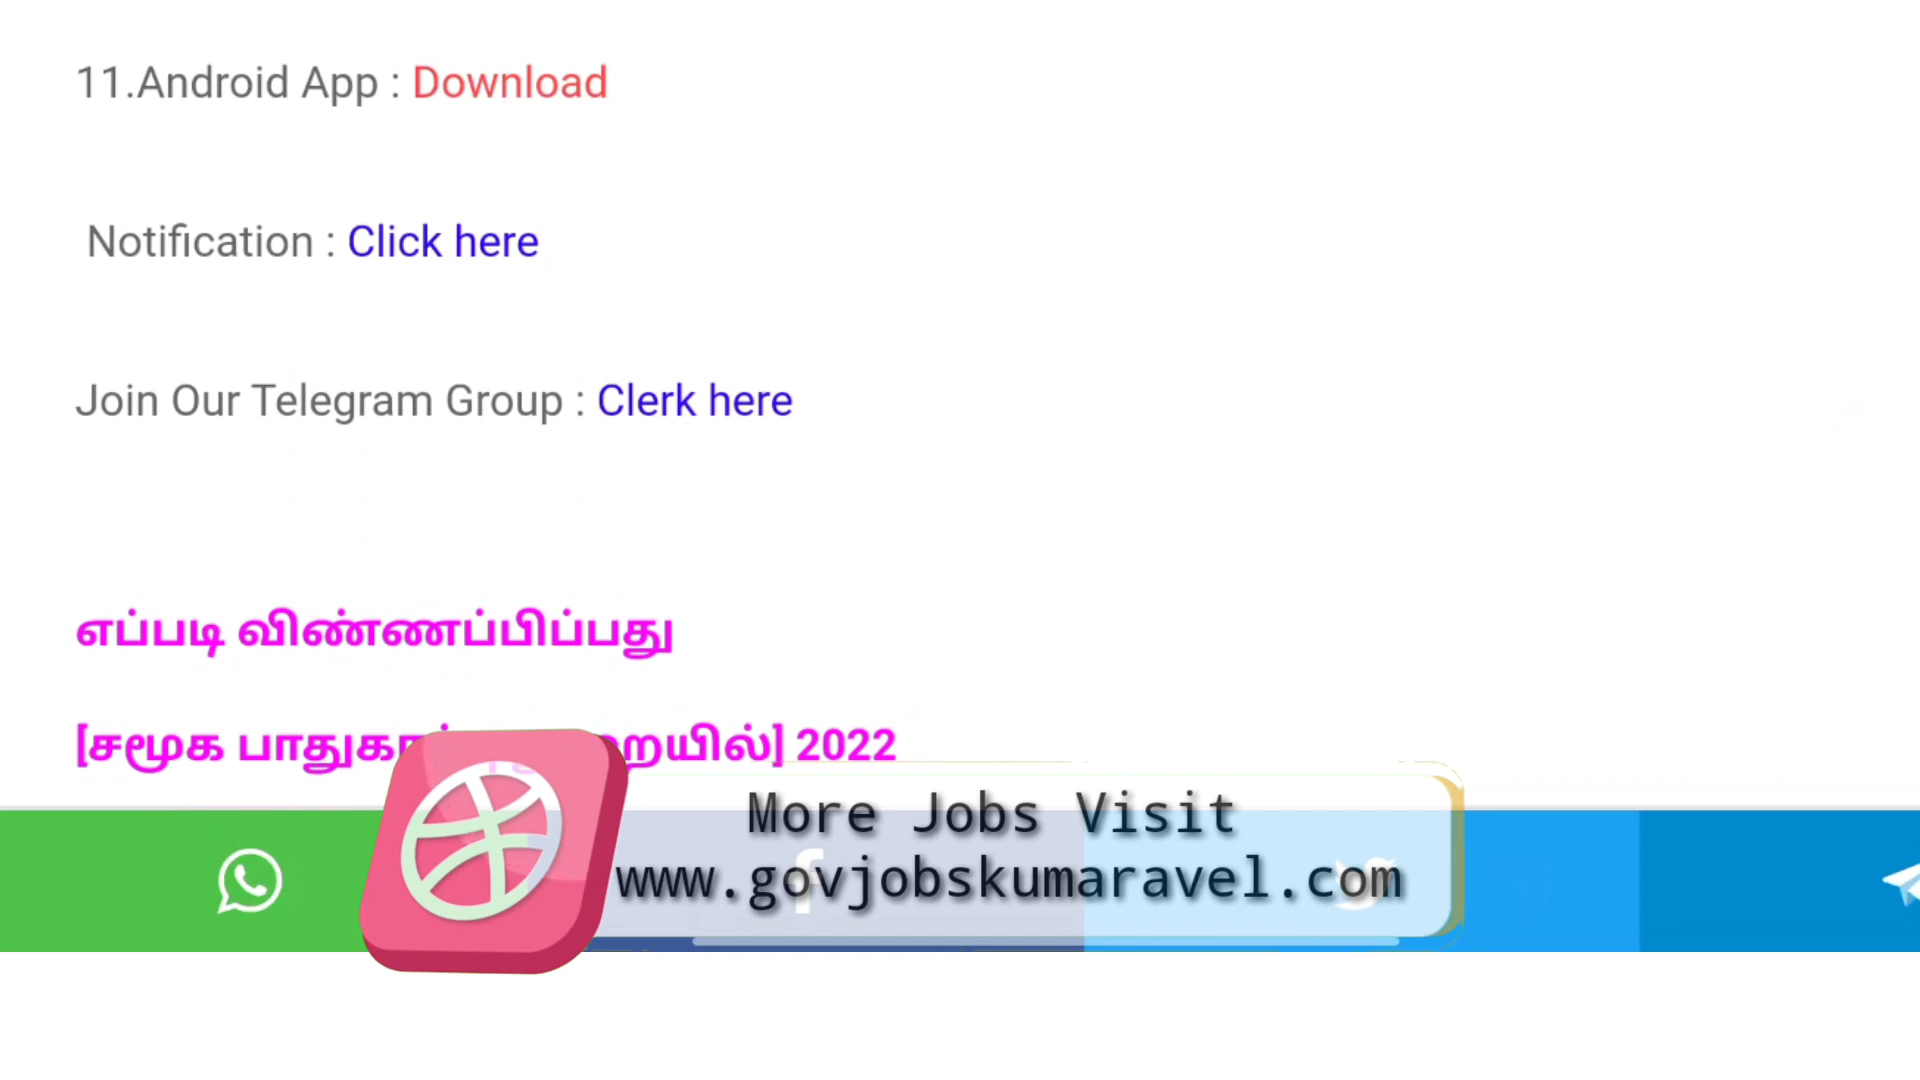 11.Android App : Download
Notification : Click here
Join Our Telegram Group : Clerk here
எப்படி விண்ணப்பிப்பது
[சமூக 2022
More Jobs Visit
www.govjobskumaravel.com